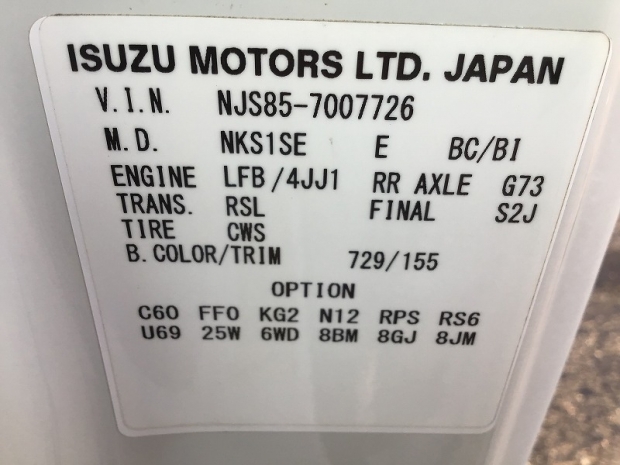 ISUZU MOTORS LTD. JAPAN
V.I.N. NJS85-7007726
M.D. NKS1SE E BC/BI
ENGINE LFB/4JJ1 RR AXLE G73
TRANS. RSL FINAL S2J
TIRE CWS
B.COLOR/TRIM 729/155
OPTION
C60 FF0 KG2 N12 RPS RS6
U69 25W 6WD 8BM 8GJ 8JM